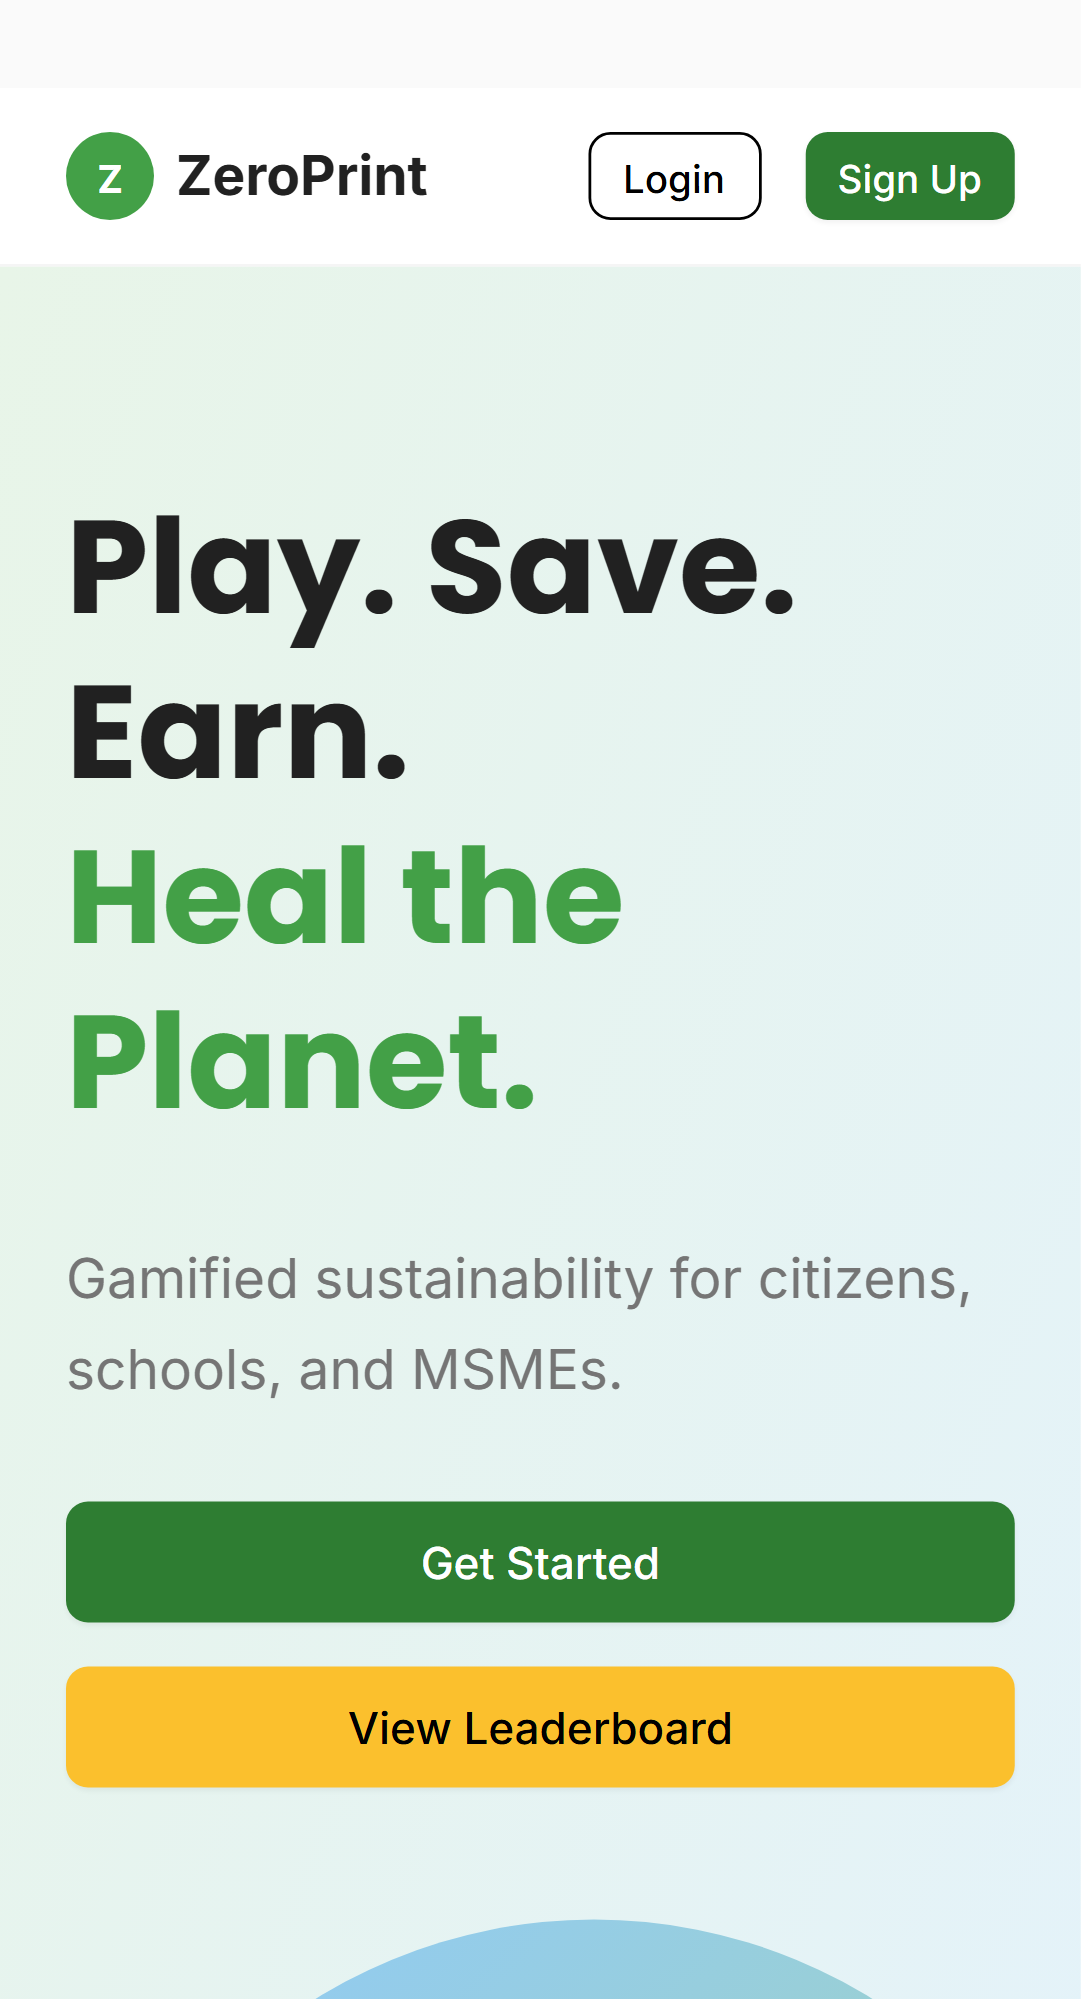 Z ZeroPrint Login Sign Up
Play. Save.
Earn.
Heal the
Planet.
Gamified sustainability for citizens,
schools, and MSMEs.
Get Started
View Leaderboard